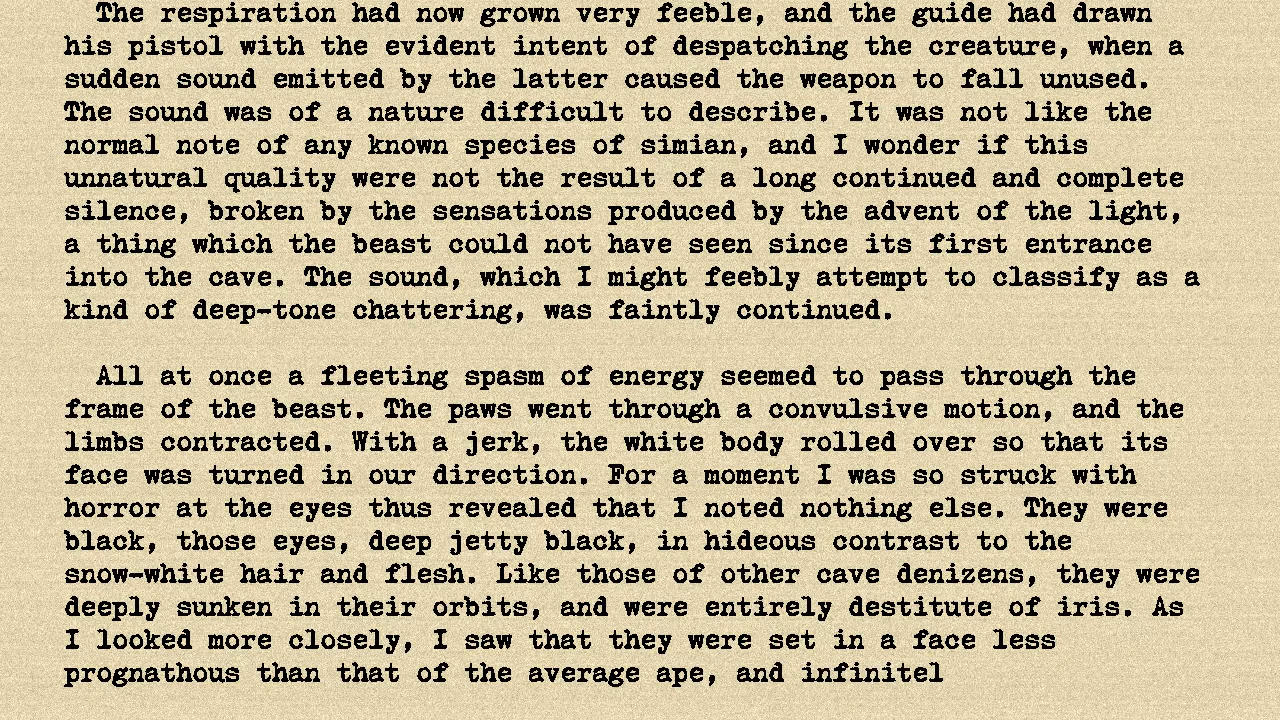 The respiration had now grown very feeble, and the guide had drawn
his pistol with the evident intent of despatching the creature, when a
sudden sound emitted by the latter caused the weapon to fall unused.
The sound was of a nature difficult to describe. It was not like the
normal note of any known species of simian, and I wonder if this
unnatural quality were not the result of a long continued and complete
silence, broken by the sensations produced by the advent of the light,
a thing which the beast could not have seen since its first entrance
into the cave. The sound, which I might feebly attempt to classify as a
kind of deep-tone chattering, was faintly continued.

All at once a fleeting spasm of energy seemed to pass through the
frame of the beast. The paws went through a convulsive motion, and the
limbs contracted. With a jerk, the white body rolled over so that its
face was turned in our direction. For a moment I was so struck with
horror at the eyes thus revealed that I noted nothing else. They were
black, those eyes, deep jetty black, in hideous contrast to the
snow-white hair and flesh. Like those of other cave denizens, they were
deeply sunken in their orbits, and were entirely destitute of iris. As
I looked more closely, I saw that they were set in a face less
prognathous than that of the average ape, and infinitel